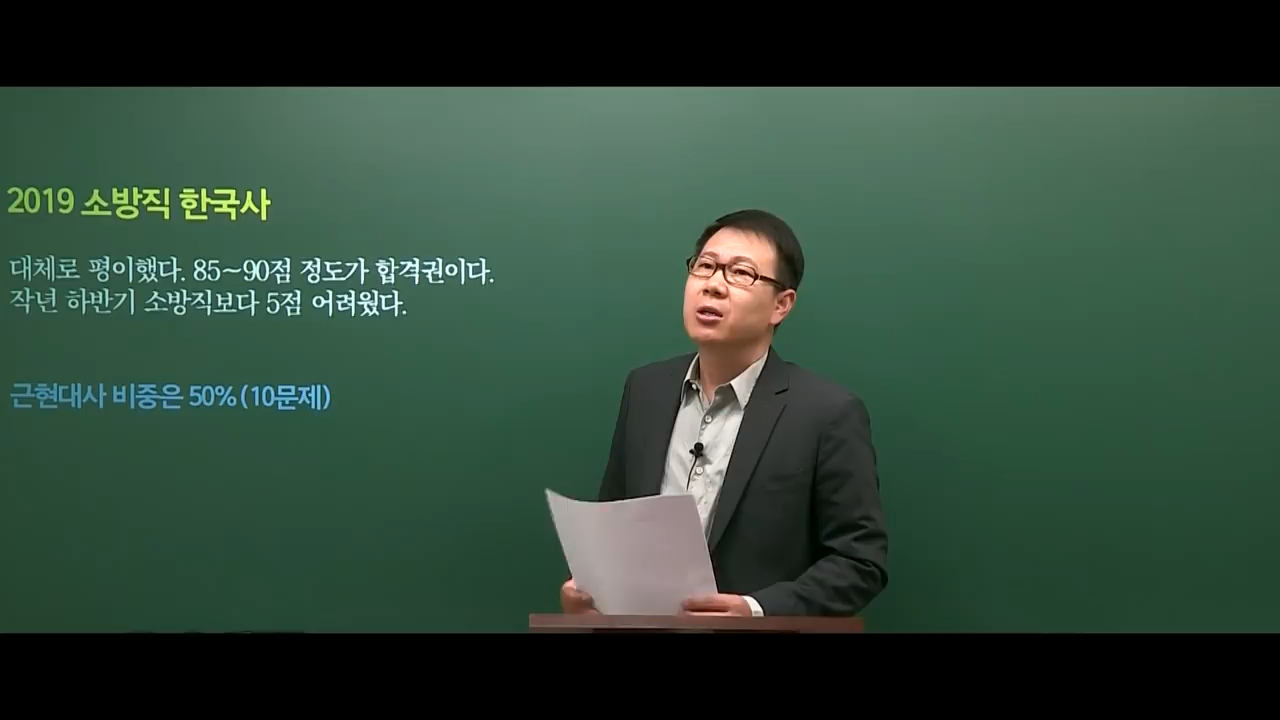 2019 소방직 한국사
대체로 평이했다. 85~90점 정도가 합격권이다.
작년 하반기 소방직보다 5점 어려웠다.
근현대사 비중은 50% (10문제)